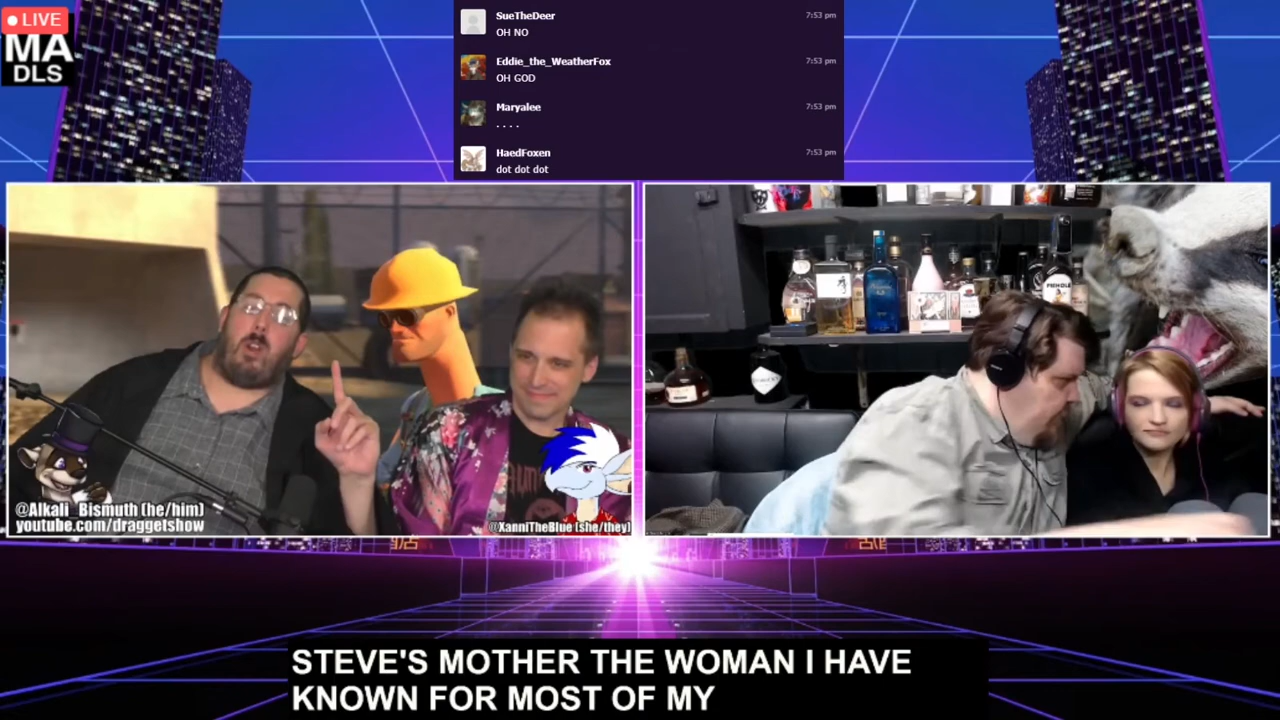 LIVE
MA
DLS
SueTheDeer 7:53 pm
OH NO
Eddie_the_WeatherFox 7:53 pm
OH GOD
Maryalee 7:53 pm
. . . .
HaedFoxen 7:53 pm
dot dot dot
@Alkali_Bismuth (he/him)
youtube.com/draggetshow
@XanniTheBlue (she/they)
STEVE'S MOTHER THE WOMAN I HAVE
KNOWN FOR MOST OF MY